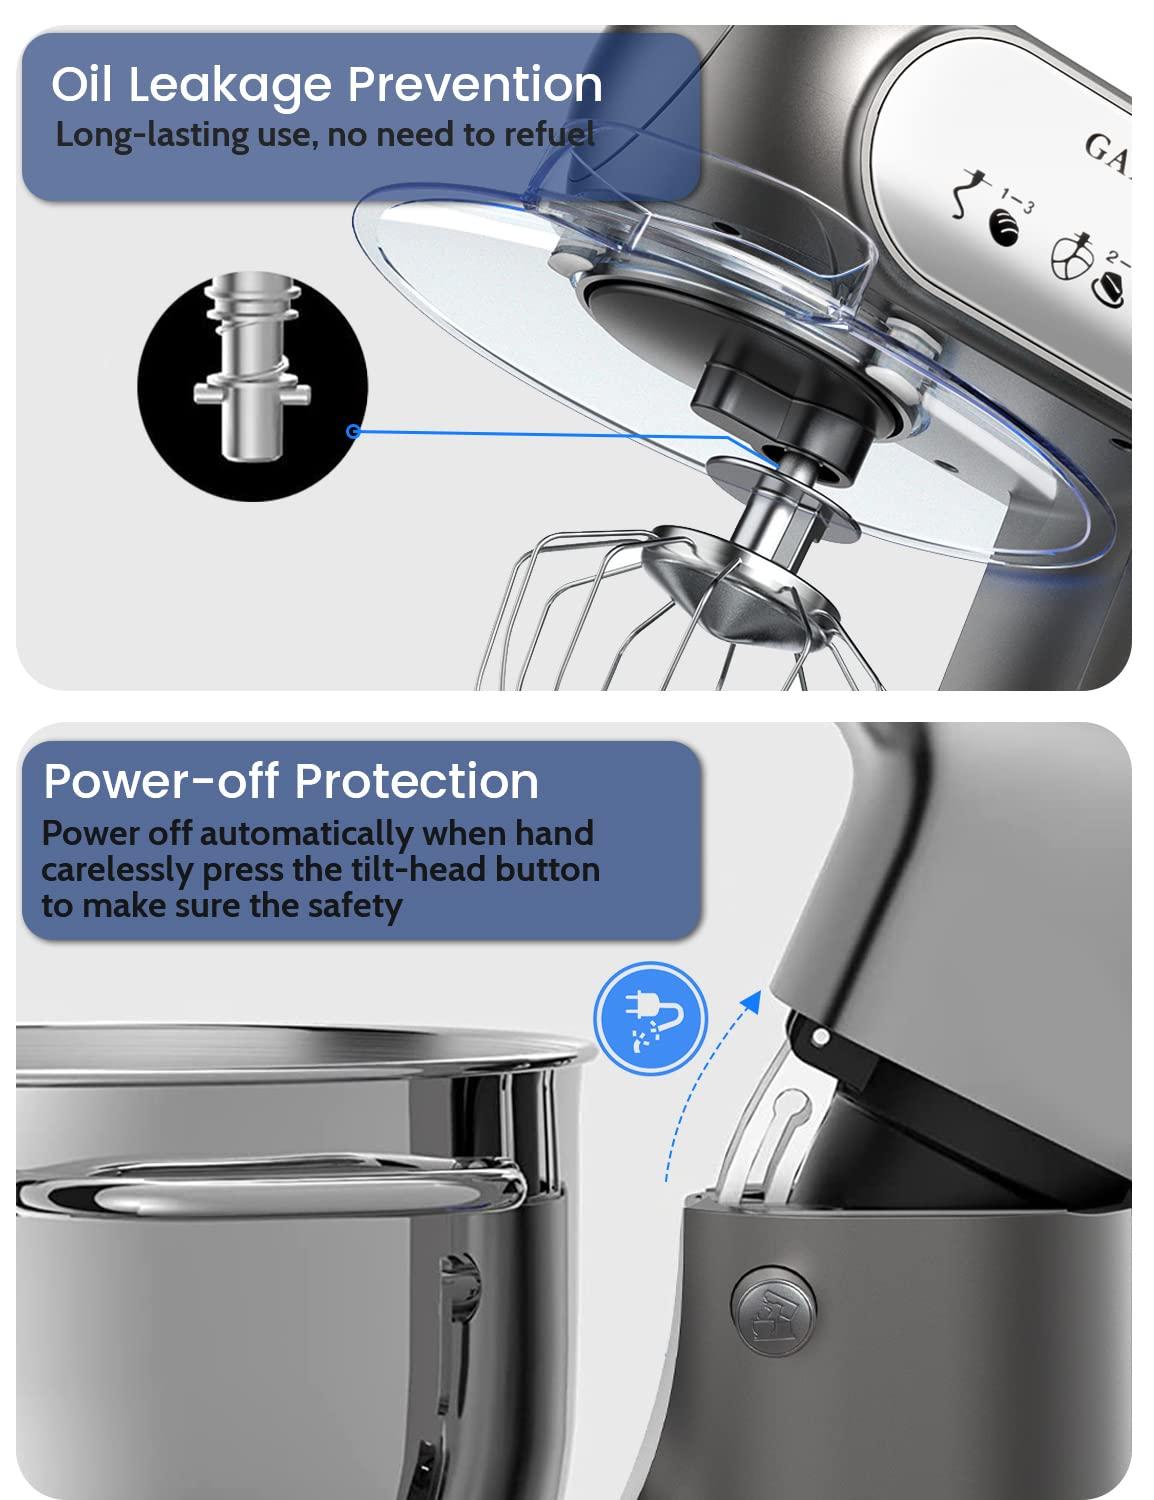 Oil Leakage Prevention
Long-lasting use, no need to refuel
1-3
2-
Power-off Protection
Power off automatically when hand
carelessly press the tilt-head button
to make sure the safety